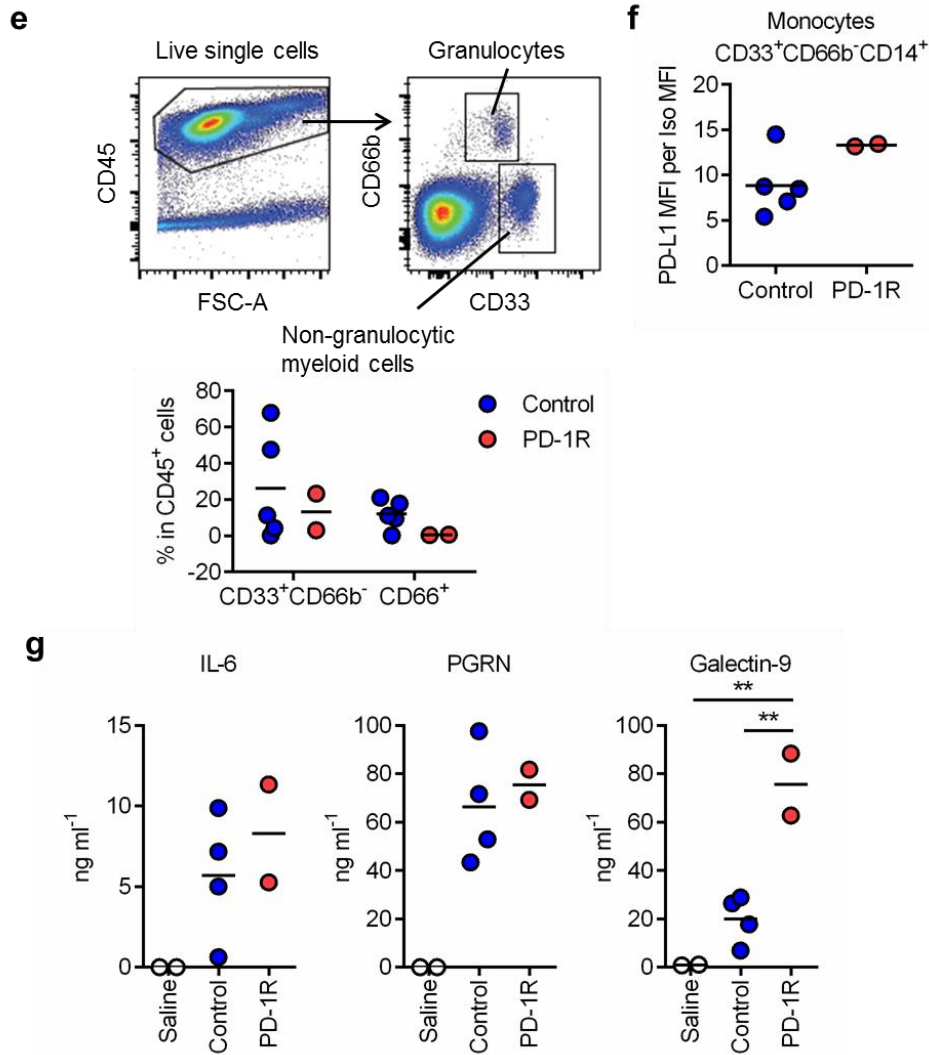 e
Live single cells
Granulocytes
CD45
FSC-A
CD66b
CD33
Non-granulocytic
myeloid cells
80
60
40
20
0
-20
% in CD45+ cells
CD33+CD66b- CD66+
Control
PD-1R
f
Monocytes
CD33+CD66b-CD14+
PD-L1 MFI per Iso MFI
20
15
10
5
0
Control PD-1R
g
IL-6
ng ml-1
15
10
5
0
Saline
Control
PD-1R
PGRN
ng ml-1
100
80
60
40
20
0
Saline
Control
PD-1R
Galectin-9
**
**
ng ml-1
100
80
60
40
20
0
Saline
Control
PD-1R